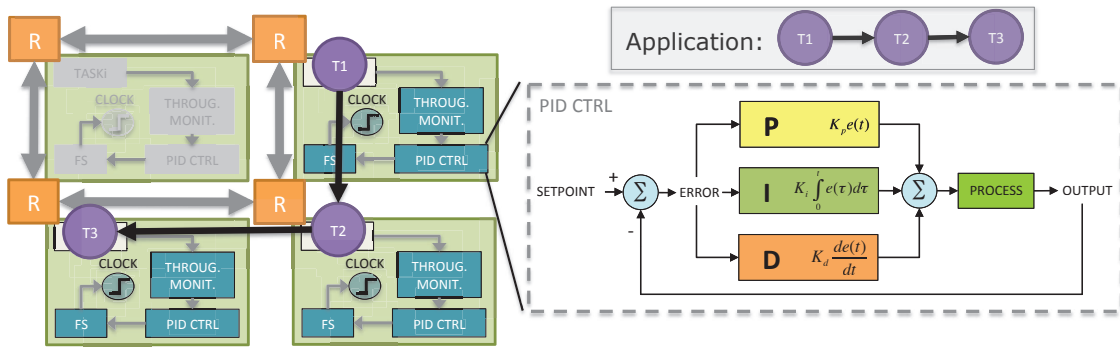 R
R
Application:
T1
T2
T3
T1
TASKi
CLOCK
THROUG.
MONIT.
FS
PID CTRL
CLOCK
THROUG.
MONIT.
FS
PID CTRL
R
R
T3
T2
CLOCK
THROUG.
MONIT.
FS
PID CTRL
CLOCK
THROUG.
MONIT.
FS
PID CTRL
PID CTRL
SETPOINT
+
-
∑
ERROR
P K_p e(t)
I K_i ∫_0^t e(τ)dτ
D K_d de(t)/dt
∑
PROCESS
OUTPUT